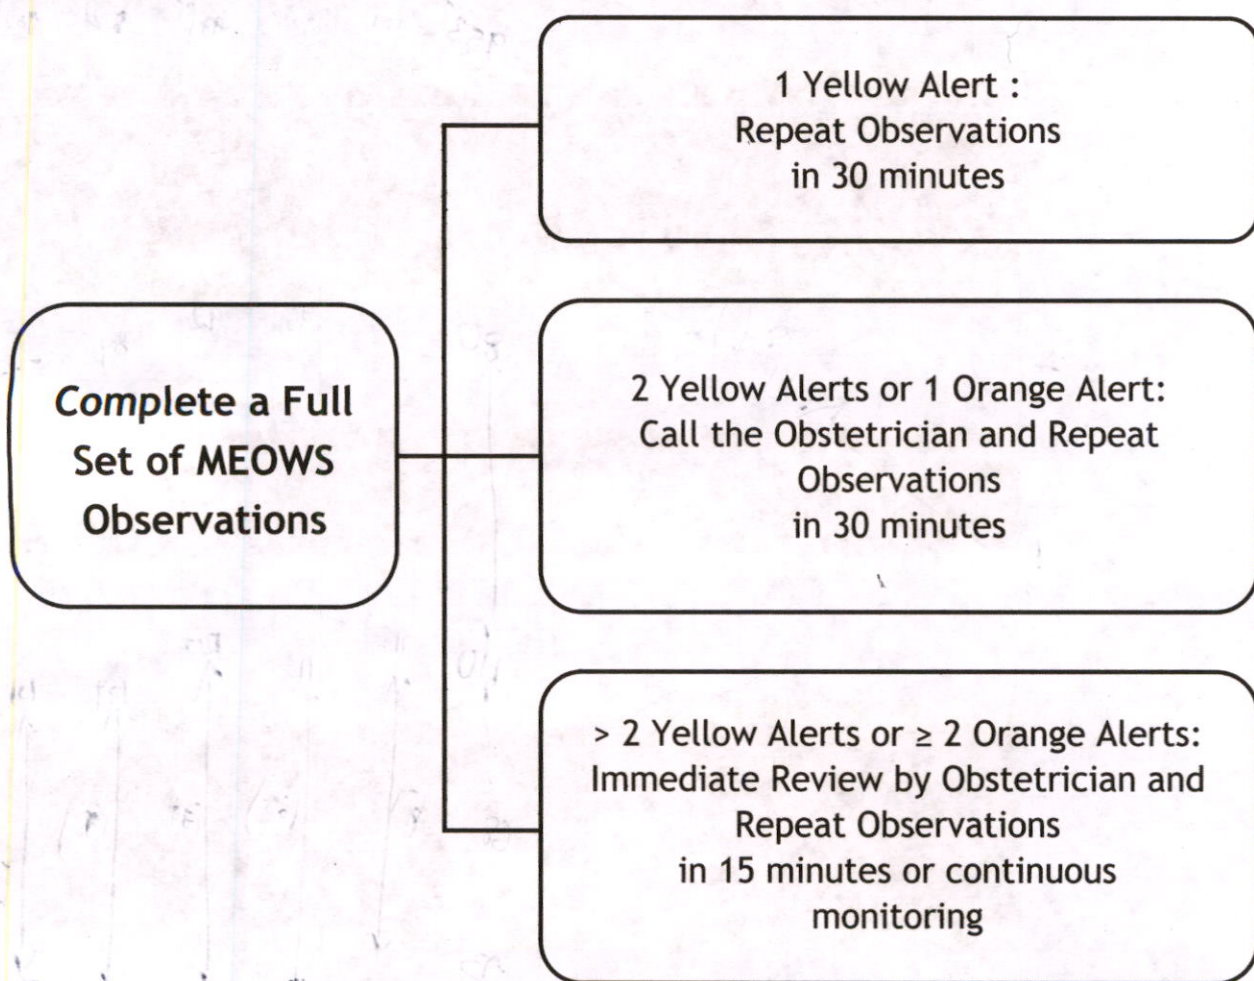 1 Yellow Alert :
Repeat Observations
in 30 minutes
Complete a Full
Set of MEOWS
Observations
2 Yellow Alerts or 1 Orange Alert:
Call the Obstetrician and Repeat
Observations
in 30 minutes
> 2 Yellow Alerts or ≥ 2 Orange Alerts:
Immediate Review by Obstetrician and
Repeat Observations
in 15 minutes or continuous
monitoring